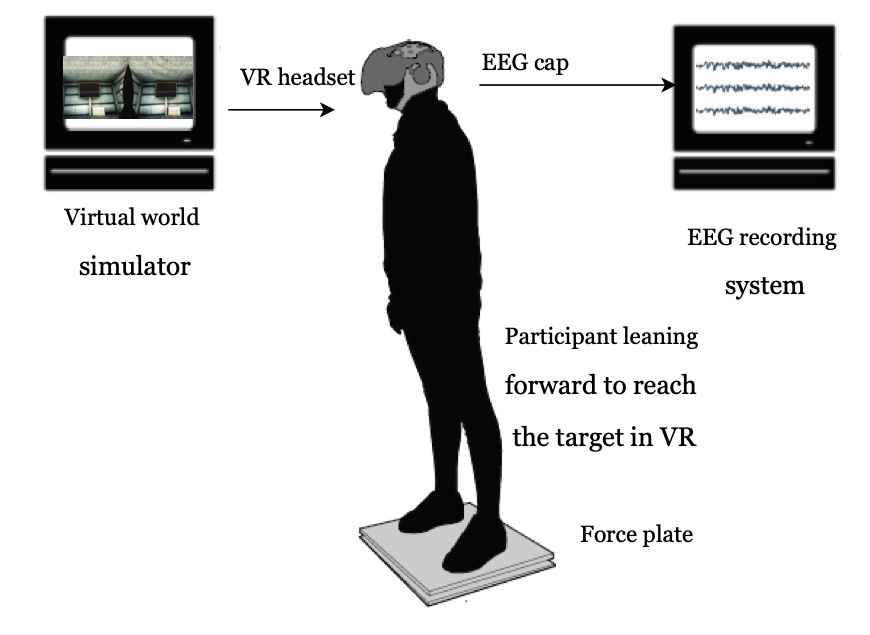 VR headset
EEG cap
Virtual world
simulator
EEG recording
system
Participant leaning
forward to reach
the target in VR
Force plate